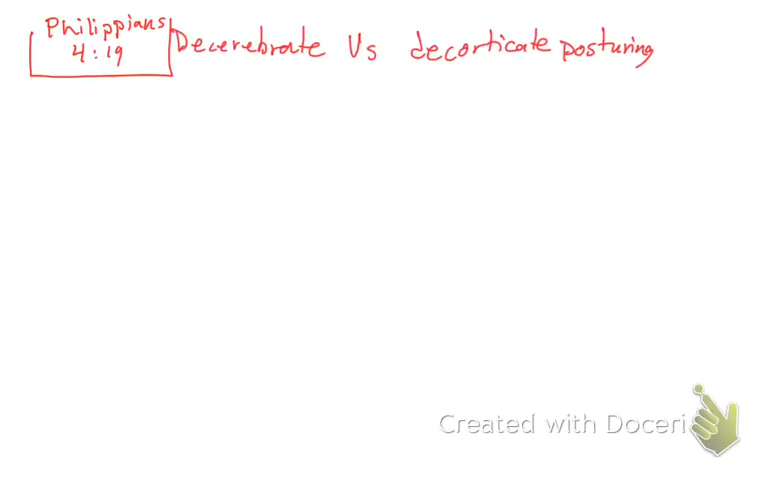 Philippians
4:19
Decerebrate Vs decorticate posturing
Created with Doceri